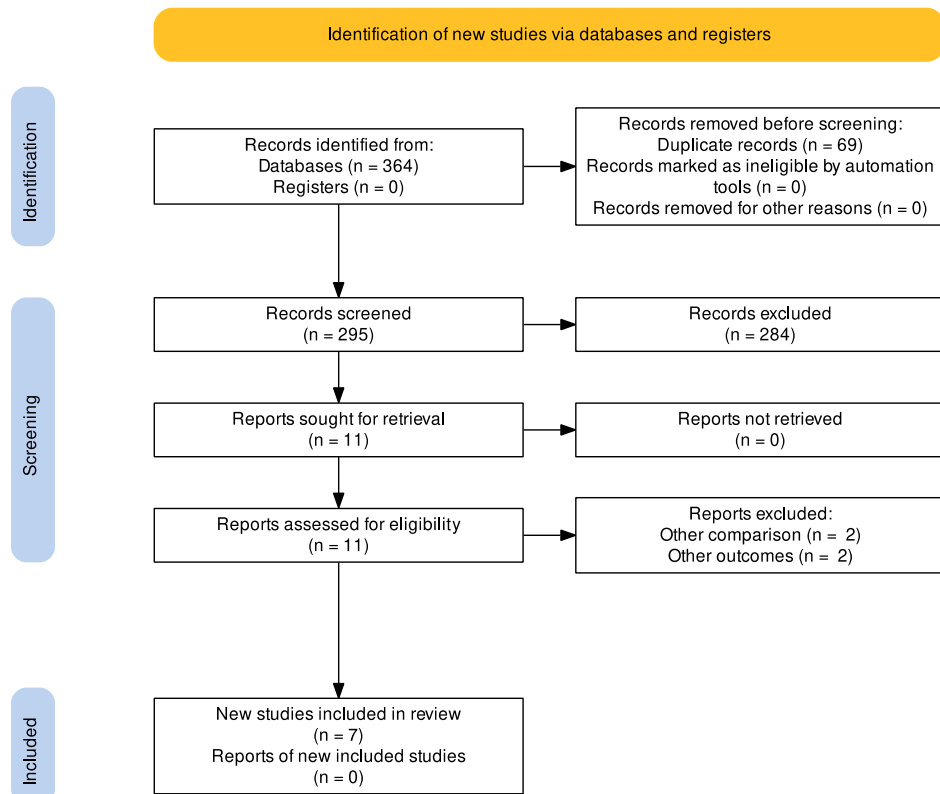 Identification of new studies via databases and registers
Identification
Records identified from:
Databases (n = 364)
Registers (n = 0)
Records removed before screening:
Duplicate records (n = 69)
Records marked as ineligible by automation
tools (n = 0)
Records removed for other reasons (n = 0)
Screening
Records screened
(n = 295)
Records excluded
(n = 284)
Reports sought for retrieval
(n = 11)
Reports not retrieved
(n = 0)
Reports assessed for eligibility
(n = 11)
Reports excluded:
Other comparison (n = 2)
Other outcomes (n = 2)
Included
New studies included in review
(n = 7)
Reports of new included studies
(n = 0)